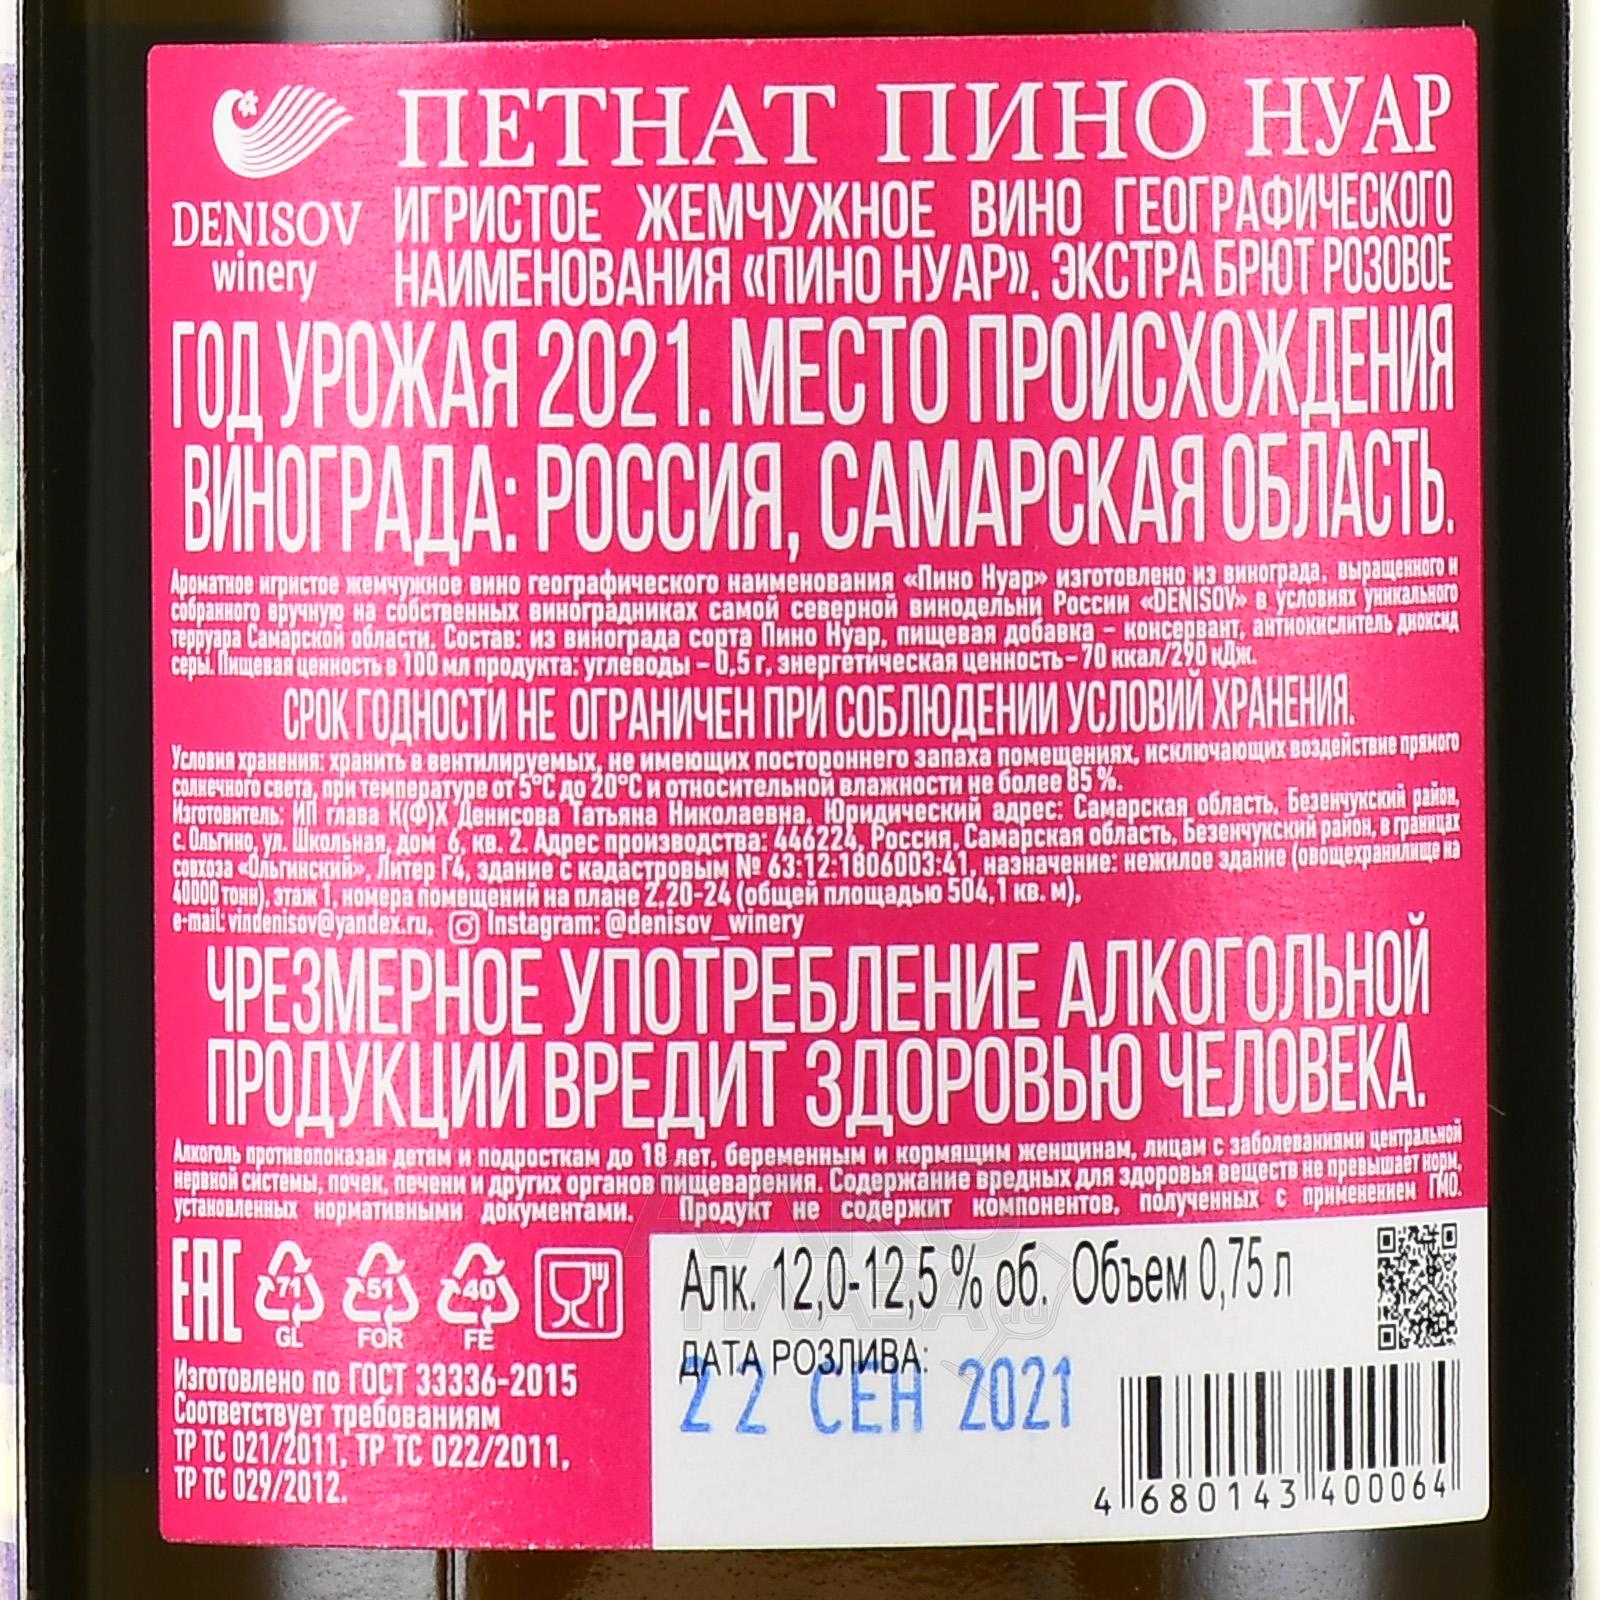 ПЕТНАТ ПИНО НУАР
DENISOV
winery
ИГРИСТОЕ ЖЕМЧУЖНОЕ ВИНО ГЕОГРАФИЧЕСКОГО
НАИМЕНОВАНИЯ «ПИНО НУАР». ЭКСТРА БРЮТ РОЗОВОЕ
ГОД УРОЖАЯ 2021. МЕСТО ПРОИСХОЖДЕНИЯ
ВИНОГРАДА: РОССИЯ, САМАРСКАЯ ОБЛАСТЬ.
Ароматное игристое жемчужное вино географического наименования «Пино Нуар» изготовлено из винограда, выращенного и
собранного вручную на собственных виноградниках самой северной винодельни России «DENISOV» в условиях уникального
терруара Самарской области. Состав: из винограда сорта Пино Нуар, пищевая добавка – консервант, антиокислитель диоксид
серы. Пищевая ценность в 100 мл продукта: углеводы – 0,5 г, энергетическая ценность – 70 ккал/290 кДж.
СРОК ГОДНОСТИ НЕ ОГРАНИЧЕН ПРИ СОБЛЮДЕНИИ УСЛОВИЙ ХРАНЕНИЯ.
Условия хранения: хранить в вентилируемых, не имеющих постороннего запаха помещениях, исключающих воздействие прямого
солнечного света, при температуре от 5°С до 20°С и относительной влажности не более 85 %.
Изготовитель: ИП глава К(Ф)Х Денисова Татьяна Николаевна. Юридический адрес: Самарская область, Безенчукский район,
с. Ольгино, ул. Школьная, дом 6, кв. 2. Адрес производства: 446224, Россия, Самарская область, Безенчукский район, в границах
совхоза «Ольгинский», Литер Г4, здание с кадастровым № 63:12:1806003:41, назначение: нежилое здание (овощехранилище на
40000 тонн), этаж 1, номера помещений на плане 2,20-24 (общей площадью 504,1 кв. м),
e-mail: vindenisov@yandex.ru, Instagram: @denisov_winery
ЧРЕЗМЕРНОЕ УПОТРЕБЛЕНИЕ АЛКОГОЛЬНОЙ
ПРОДУКЦИИ ВРЕДИТ ЗДОРОВЬЮ ЧЕЛОВЕКА.
Алкоголь противопоказан детям и подросткам до 18 лет, беременным и кормящим женщинам, лицам с заболеваниями центральной
нервной системы, почек, печени и других органов пищеварения. Содержание вредных для здоровья веществ не превышает норм,
установленных нормативными документами. Продукт не содержит компонентов, полученных с применением ГМО.
EAC 71 GL 51 FOR 40 FE
Изготовлено по ГОСТ 33336-2015
Соответствует требованиям
ТР ТС 021/2011, ТР ТС 022/2011,
ТР ТС 029/2012.
Алк. 12,0-12,5 % об. Объем 0,75 л
ДАТА РОЗЛИВА:
22 СЕН 2021
4 680143 400064
АЛКО
ПЛАЗА.ru